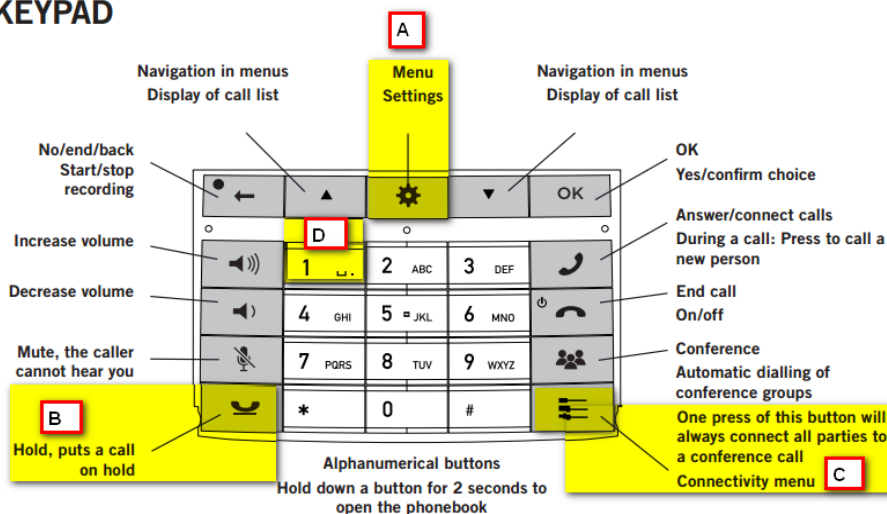 KEYPAD
A
Navigation in menus
Display of call list
Menu
Settings
Navigation in menus
Display of call list
No/end/back
Start/stop
recording
OK
Yes/confirm choice
OK
Answer/connect calls
During a call: Press to call a
new person
Increase volume
D
1
2 ABC
3 DEF
Decrease volume
4 GHI
5 JKL
6 MNO
End call
On/off
Mute, the caller
cannot hear you
7 PQRS
8 TUV
9 WXYZ
Conference
Automatic dialling of
conference groups
B
Hold, puts a call
on hold
*
0
#
One press of this button will
always connect all parties to
a conference call
Connectivity menu
C
Alphanumerical buttons
Hold down a button for 2 seconds to
open the phonebook